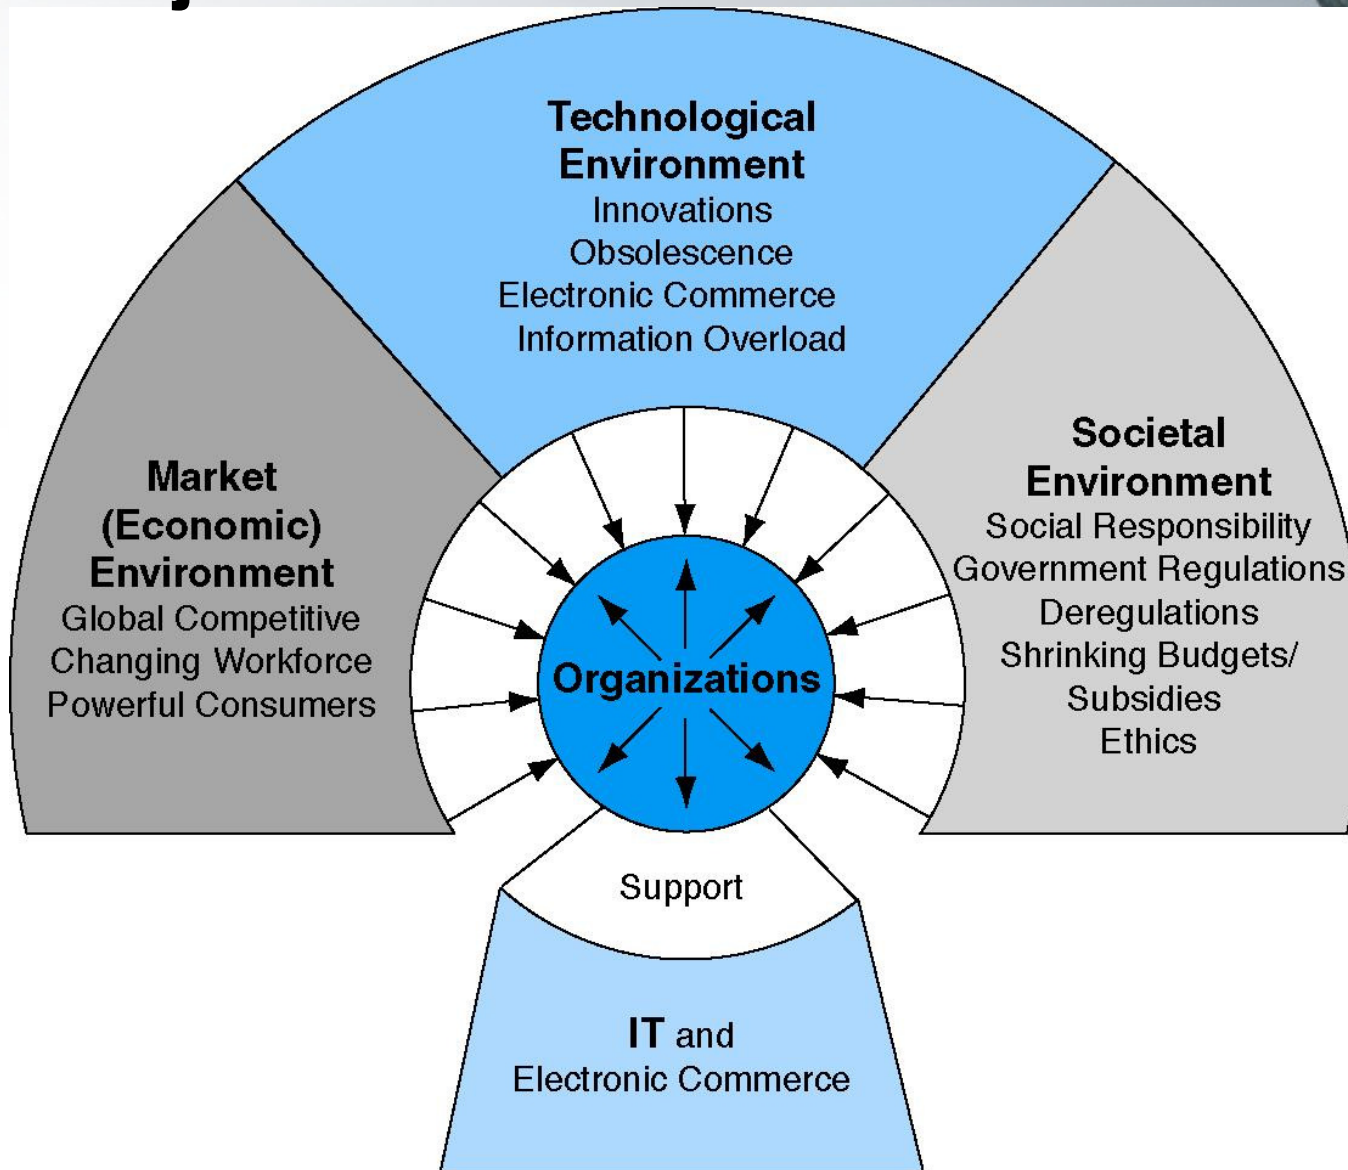 Technological
Environment
Innovations
Obsolescence
Electronic Commerce
Information Overload
Market
(Economic)
Environment
Global Competitive
Changing Workforce
Powerful Consumers
Societal
Environment
Social Responsibility
Government Regulations
Deregulations
Shrinking Budgets/
Subsidies
Ethics
Organizations
Support
IT and
Electronic Commerce